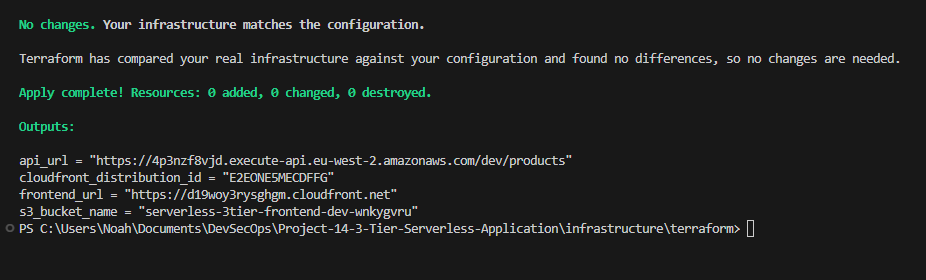 No changes. Your infrastructure matches the configuration.
Terraform has compared your real infrastructure against your configuration and found no differences, so no changes are needed.
Apply complete! Resources: 0 added, 0 changed, 0 destroyed.
Outputs:
api_url = "https://4p3nzf8vjd.execute-api.eu-west-2.amazonaws.com/dev/products"
cloudfront_distribution_id = "E2EONE5MECDFFG"
frontend_url = "https://d19woy3rysghgm.cloudfront.net"
s3_bucket_name = "serverless-3tier-frontend-dev-wnkygvru"
PS C:\Users\Noah\Documents\DevSecOps\Project-14-3-Tier-Serverless-Application\infrastructure\terraform>